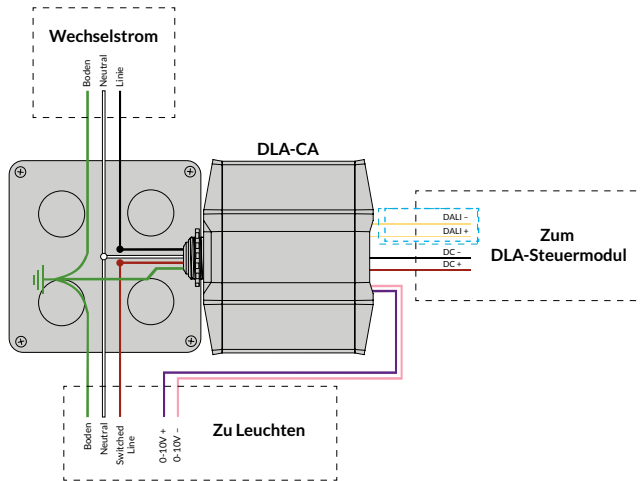 Wechselstrom
Boden
Neutral
Linie
DLA-CA
DALI –
DALI +
DC –
DC +
Zum
DLA-Steuermodul
Boden
Neutral
Switched
Line
0-10V +
0-10V –
Zu Leuchten